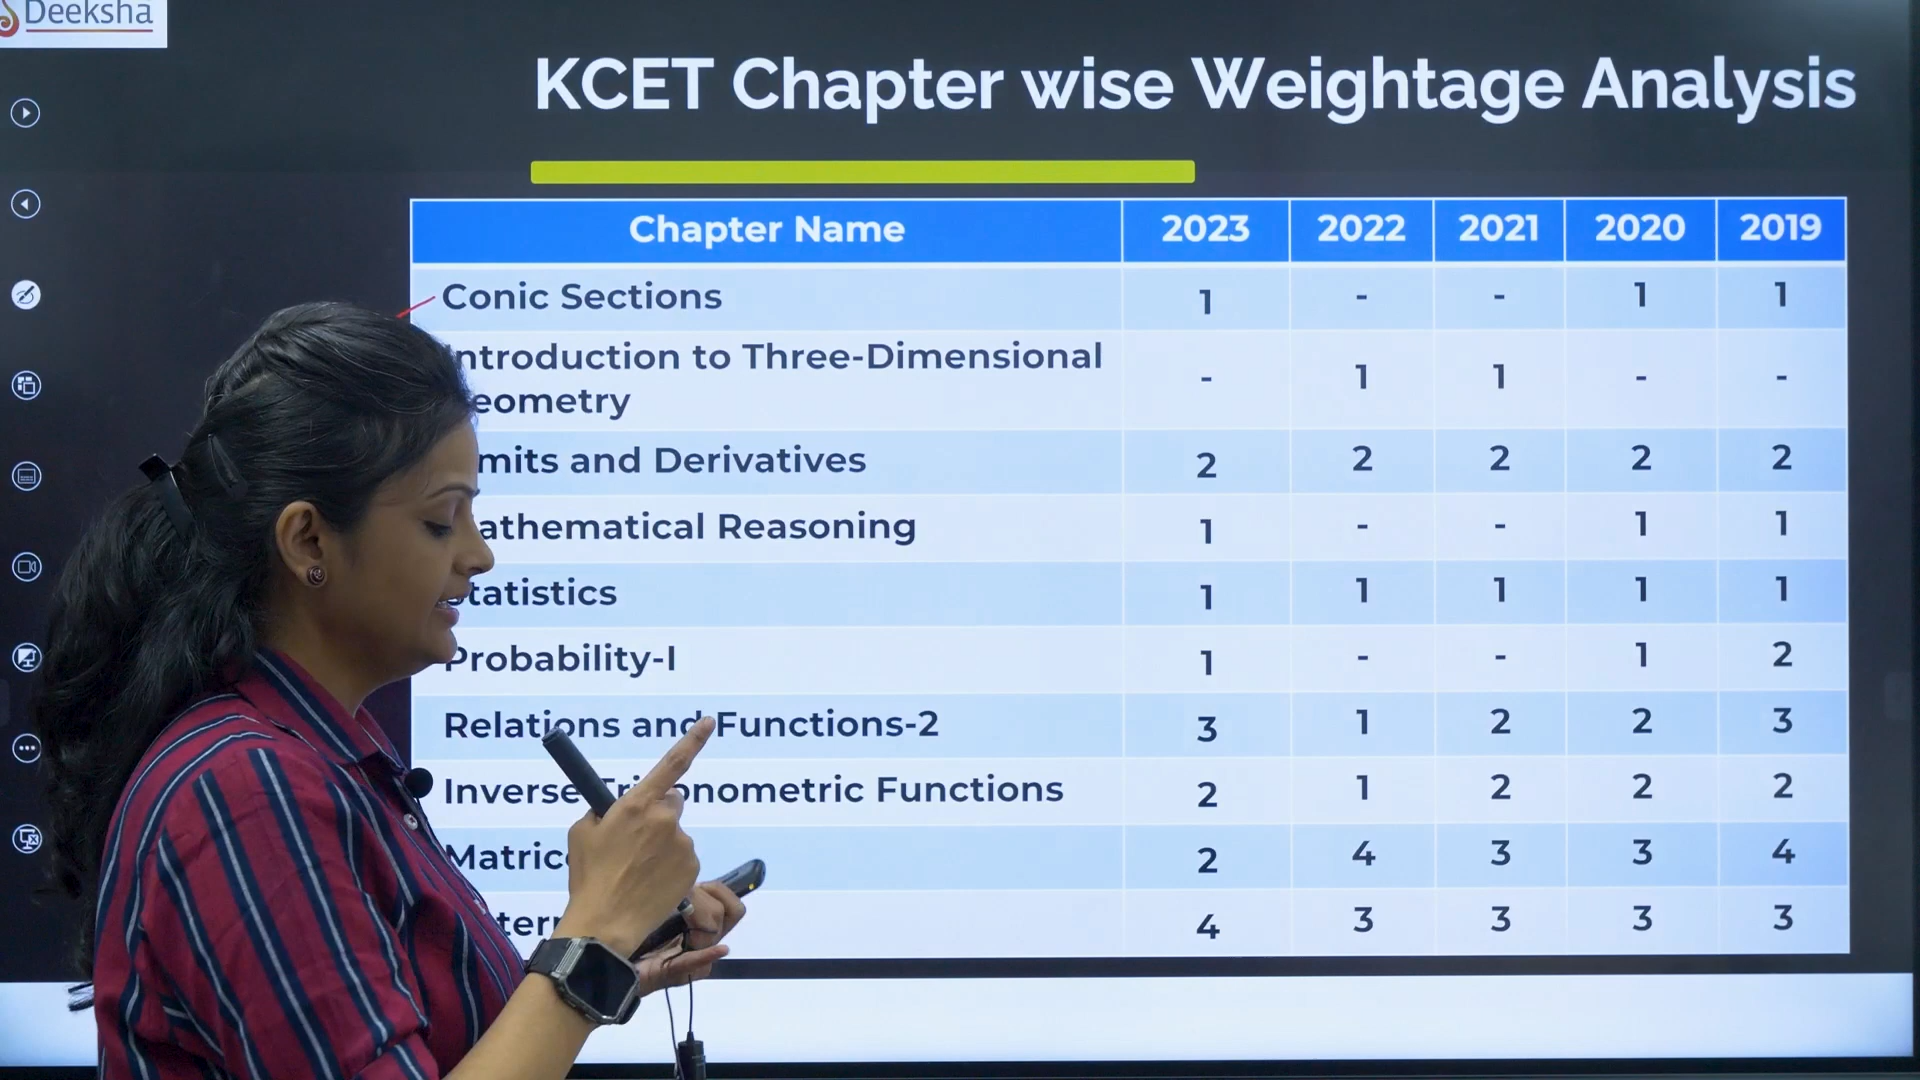 Deeksha
KCET Chapter wise Weightage Analysis
Chapter Name 2023 2022 2021 2020 2019
Conic Sections 1 - - 1 1
ntroduction to Three-Dimensional
eometry - 1 1 - -
mits and Derivatives 2 2 2 2 2
athematical Reasoning 1 - - 1 1
tatistics 1 1 1 1 1
Probability-I 1 - - 1 2
Relations and Functions-2 3 1 2 2 3
Inverse Tri onometric Functions 2 1 2 2 2
Matric 2 4 3 3 4
ter 4 3 3 3 3